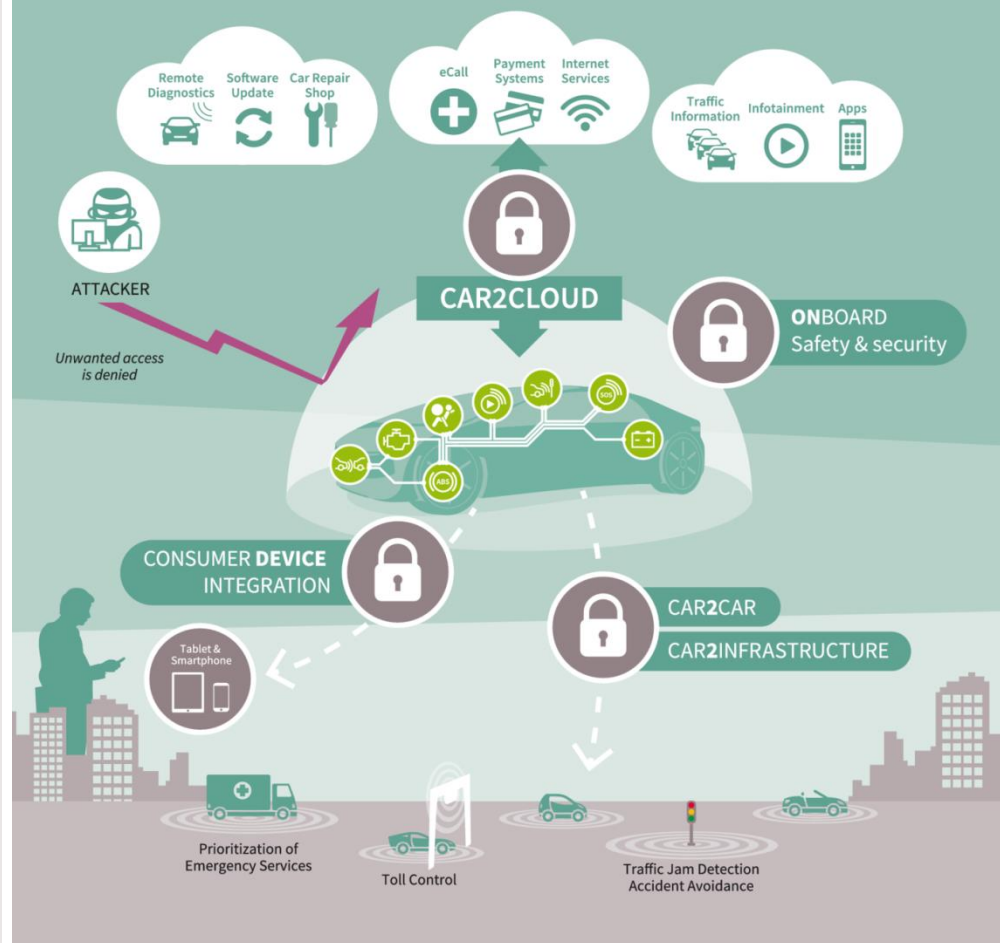 Remote
Diagnostics
Software
Update
Car Repair
Shop
eCall
Payment
Systems
Internet
Services
Traffic
Information
Infotainment
Apps
ATTACKER
Unwanted access
is denied
CAR2CLOUD
ONBOARD
Safety & security
SOS
ABS
CONSUMER DEVICE
INTEGRATION
Tablet &
Smartphone
CAR2CAR
CAR2INFRASTRUCTURE
Prioritization of
Emergency Services
Toll Control
Traffic Jam Detection
Accident Avoidance